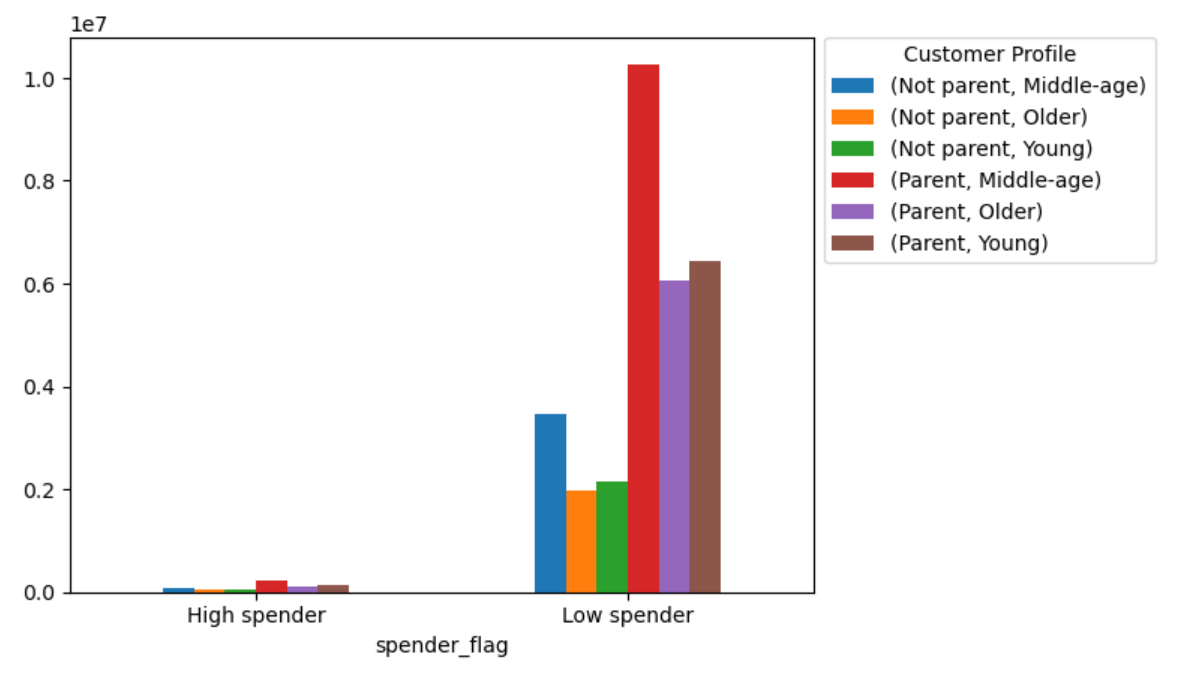 1e7
1.0
0.8
0.6
0.4
0.2
0.0
High spender
Low spender
spender_flag
Customer Profile
(Not parent, Middle-age)
(Not parent, Older)
(Not parent, Young)
(Parent, Middle-age)
(Parent, Older)
(Parent, Young)